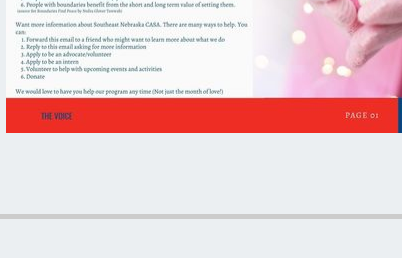 6. People with boundaries benefit from the short and long term value of setting them.
Want more information about Southeast Nebraska CASA. There are many ways to help. You
can:
1. Forward this email to a friend who might want to learn more about what we do
2. Reply to this email asking for more information
3. Apply to be an advocate/volunteer
4. Apply to be an intern
5. Volunteer to help with upcoming events and activities
6. Donate
We would love to have you help our program any time (Not just the month of love!)
THE VOICE
PAGE 01